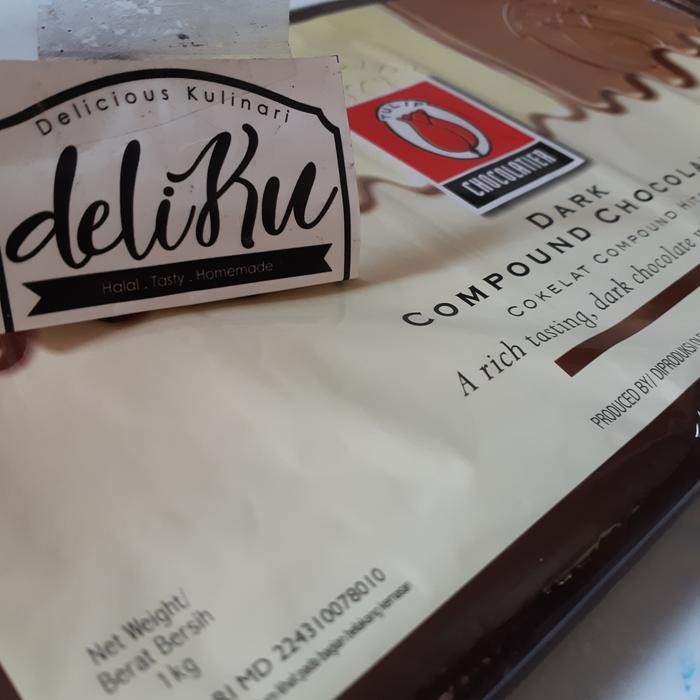 Delicious Kulinari
deliKu
Halal . Tasty . Homemade
TULIP
CHOCOLATIER
DARK
COMPOUND CHOCOLA
COKELAT COMPOUND HIT
A rich tasting, dark chocolate
PRODUCED BY/ DIPRODUKSI
Net Weight/
Berat Bersih
1 kg
RI MD 224310078010